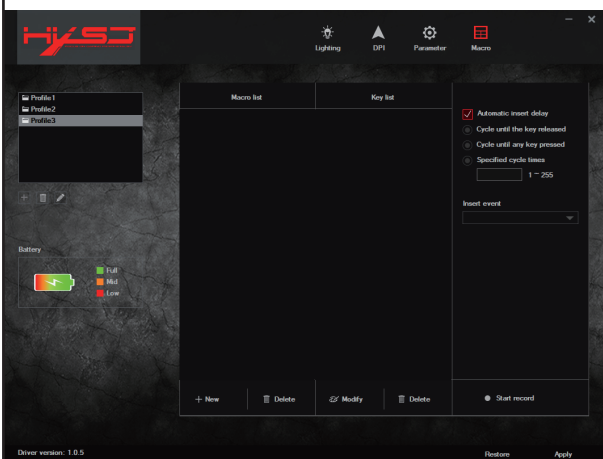 HXSJ
Lighting
DPI
Parameter
Macro
Profile1
Profile2
Profile3
Macro list
Key list
Automatic insert delay
Cycle until the key released
Cycle until any key pressed
Specified cycle times
1 ~ 255
Insert event
Battery
Full
Mid
Low
New
Delete
Modify
Delete
Start record
Driver version: 1.0.5
Restore
Apply